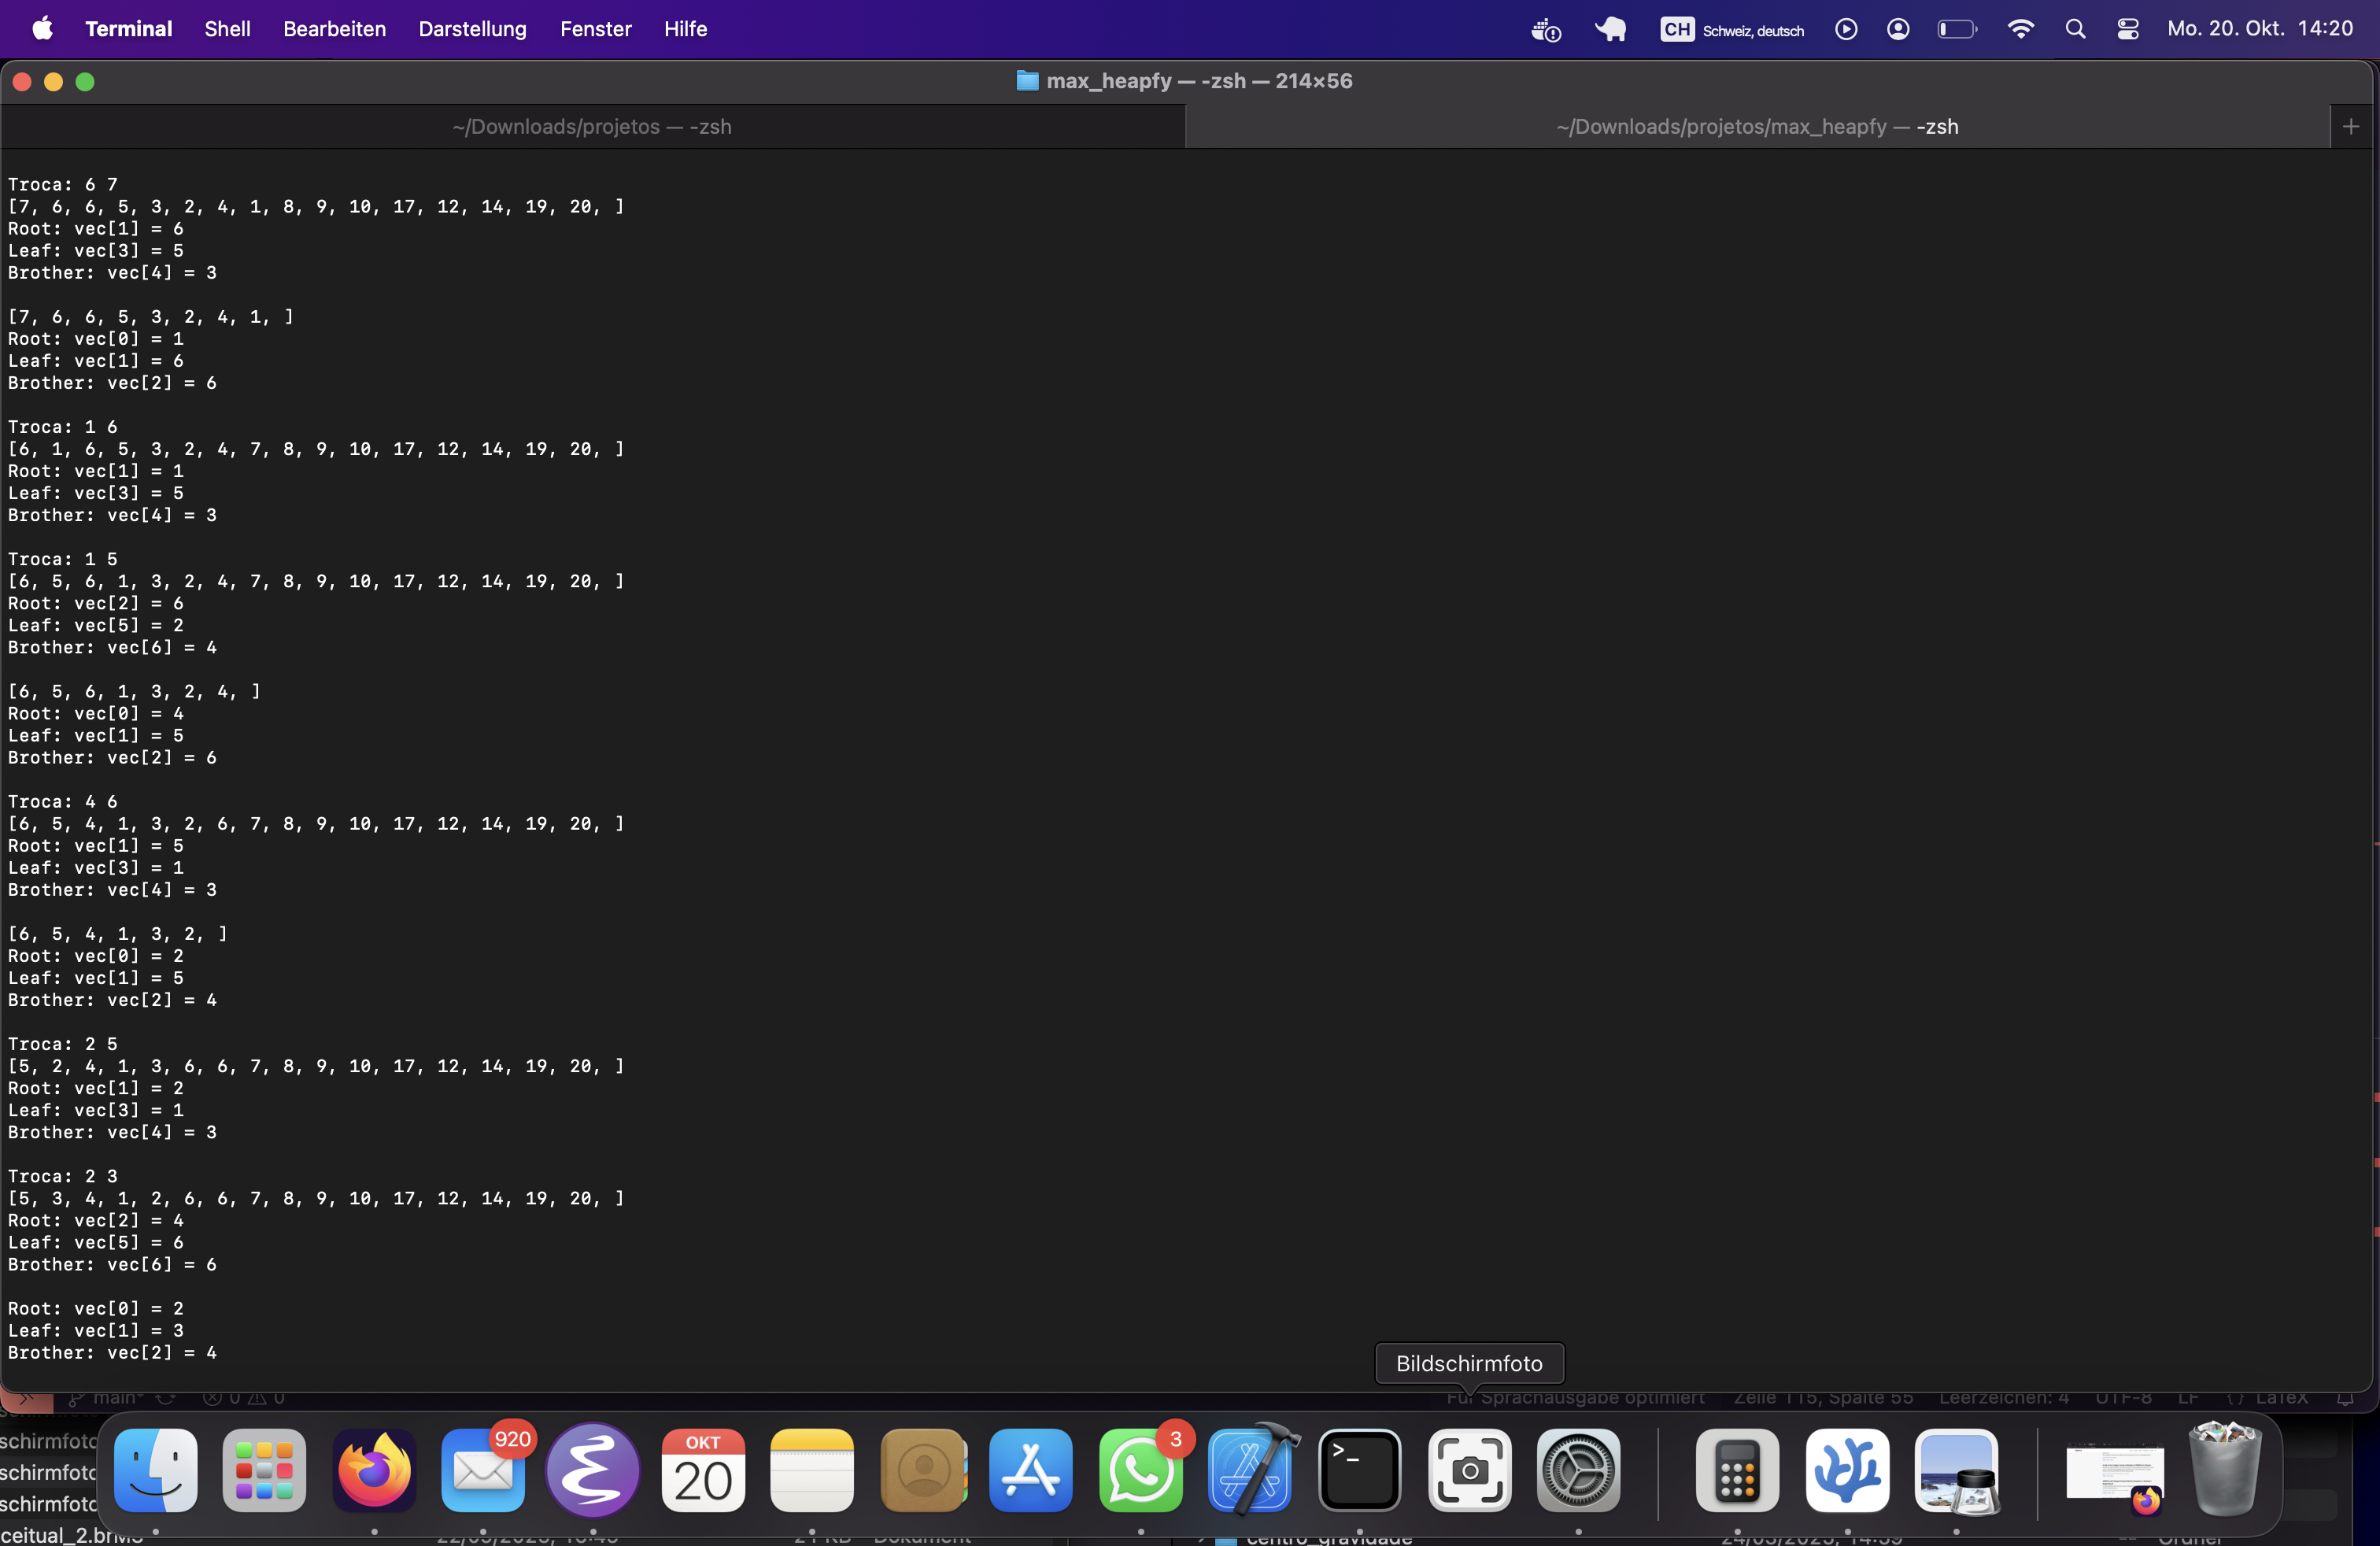 Terminal Shell Bearbeiten Darstellung Fenster Hilfe CH Schweiz, deutsch Mo. 20. Okt. 14:20
max_heapfy — -zsh — 214×56
~/Downloads/projetos — -zsh ~/Downloads/projetos/max_heapfy — -zsh
Troca: 6 7
[7, 6, 6, 5, 3, 2, 4, 1, 8, 9, 10, 17, 12, 14, 19, 20, ]
Root: vec[1] = 6
Leaf: vec[3] = 5
Brother: vec[4] = 3
[7, 6, 6, 5, 3, 2, 4, 1, ]
Root: vec[0] = 1
Leaf: vec[1] = 6
Brother: vec[2] = 6
Troca: 1 6
[6, 1, 6, 5, 3, 2, 4, 7, 8, 9, 10, 17, 12, 14, 19, 20, ]
Root: vec[1] = 1
Leaf: vec[3] = 5
Brother: vec[4] = 3
Troca: 1 5
[6, 5, 6, 1, 3, 2, 4, 7, 8, 9, 10, 17, 12, 14, 19, 20, ]
Root: vec[2] = 6
Leaf: vec[5] = 2
Brother: vec[6] = 4
[6, 5, 6, 1, 3, 2, 4, ]
Root: vec[0] = 4
Leaf: vec[1] = 5
Brother: vec[2] = 6
Troca: 4 6
[6, 5, 4, 1, 3, 2, 6, 7, 8, 9, 10, 17, 12, 14, 19, 20, ]
Root: vec[1] = 5
Leaf: vec[3] = 1
Brother: vec[4] = 3
[6, 5, 4, 1, 3, 2, ]
Root: vec[0] = 2
Leaf: vec[1] = 5
Brother: vec[2] = 4
Troca: 2 5
[5, 2, 4, 1, 3, 6, 6, 7, 8, 9, 10, 17, 12, 14, 19, 20, ]
Root: vec[1] = 2
Leaf: vec[3] = 1
Brother: vec[4] = 3
Troca: 2 3
[5, 3, 4, 1, 2, 6, 6, 7, 8, 9, 10, 17, 12, 14, 19, 20, ]
Root: vec[2] = 4
Leaf: vec[5] = 6
Brother: vec[6] = 6
Root: vec[0] = 2
Leaf: vec[1] = 3
Brother: vec[2] = 4
Bildschirmfoto
main* 0 0 Für Sprachausgabe optimiert Zeile 115, Spalte 55 Leerzeichen: 4 UTF-8 LF {} LaTeX
schirmfoto
schirmfoto
schirmfoto
920 OKT 20 3
centro_gravidade